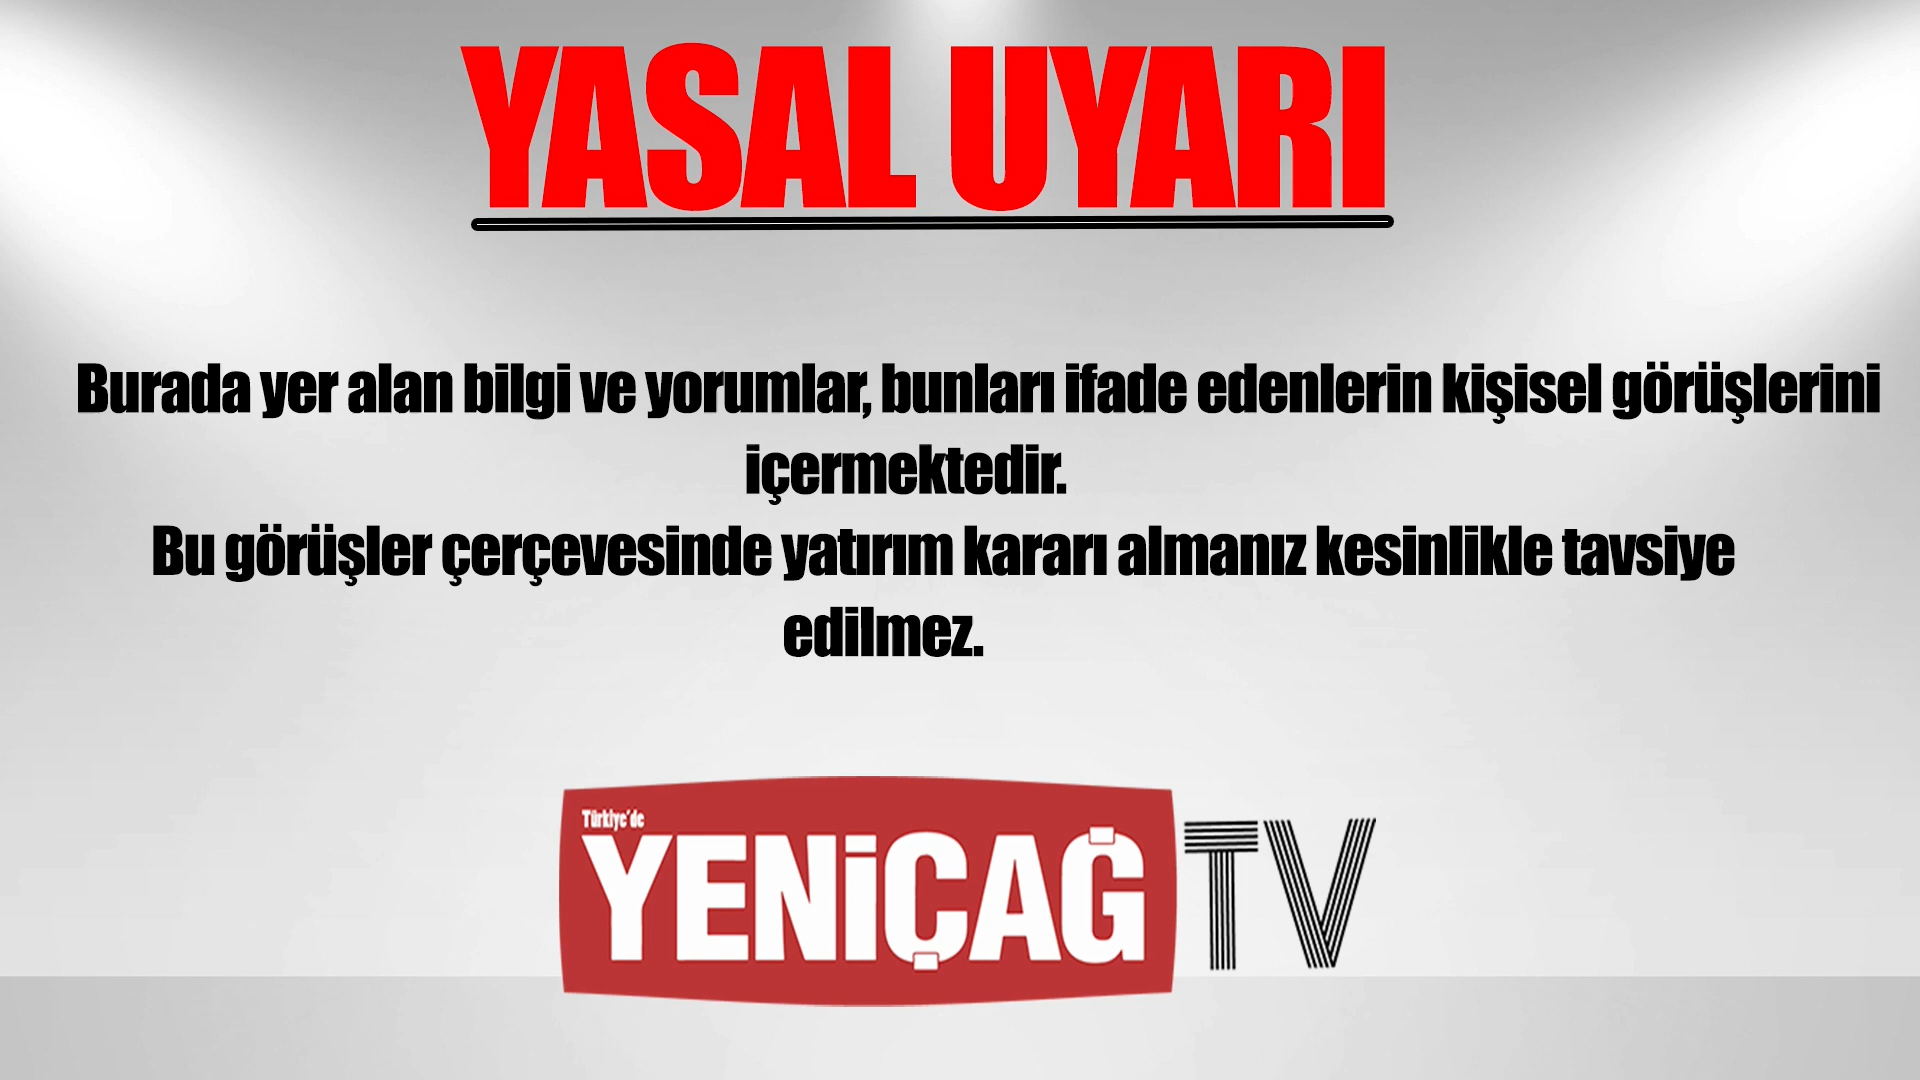 YASAL UYARI
Burada yer alan bilgi ve yorumlar, bunları ifade edenlerin kişisel görüşlerini
içermektedir.
Bu görüşler çerçevesinde yatırım kararı almanız kesinlikle tavsiye
edilmez.
Türkiye'de
YENİÇAĞ TV